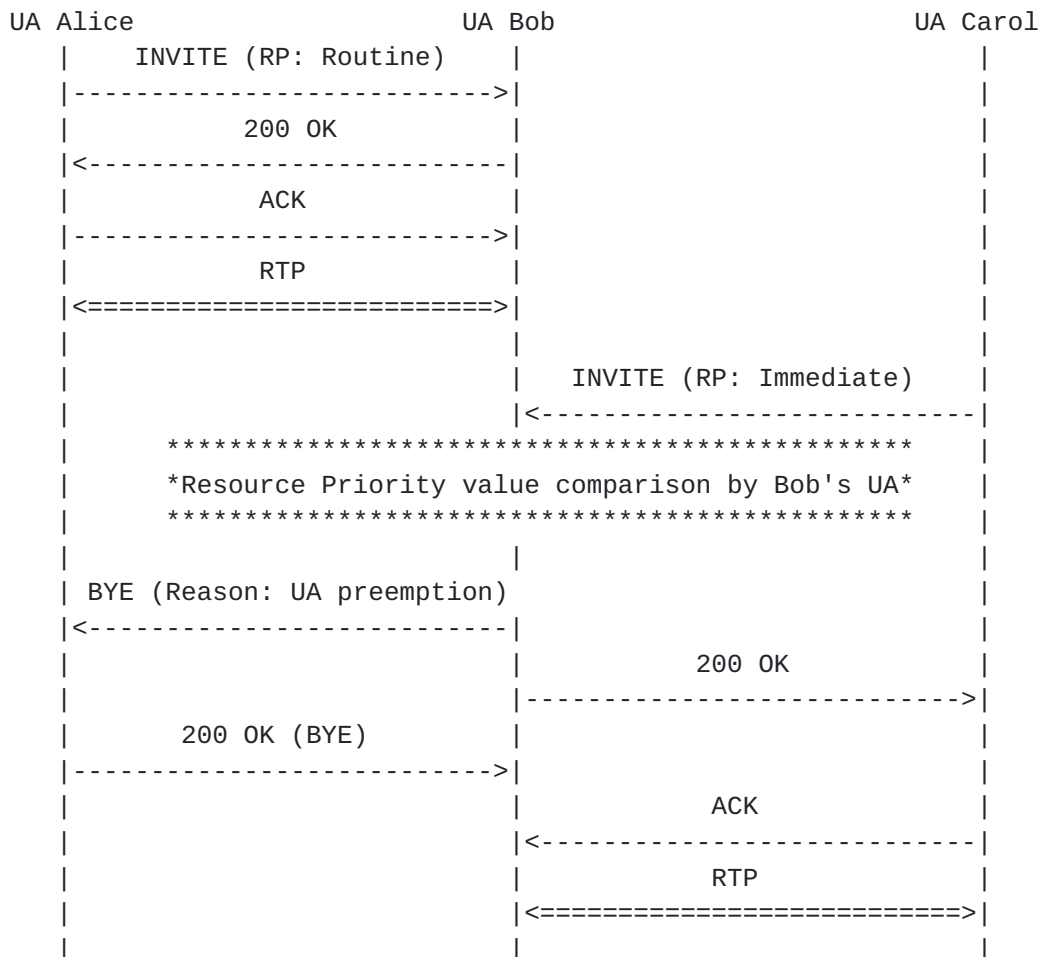 UA Alice                     UA Bob                       UA Carol
   |    INVITE (RP: Routine)    |                             |
   |--------------------------->|                             |
   |           200 OK           |                             |
   |<---------------------------|                             |
   |            ACK             |                             |
   |--------------------------->|                             |
   |            RTP             |                             |
   |<==========================>|                             |
   |                            |                             |
   |                            |   INVITE (RP: Immediate)    |
   |                            |<----------------------------|
   |      ************************************************    |
   |      *Resource Priority value comparison by Bob's UA*    |
   |      ************************************************    |
   |                            |                             |
   | BYE (Reason: UA preemption)|                             |
   |<---------------------------|                             |
   |                            |           200 OK            |
   |                            |---------------------------->|
   |       200 OK (BYE)         |                             |
   |--------------------------->|                             |
   |                            |            ACK              |
   |                            |<----------------------------|
   |                            |            RTP              |
   |                            |<===========================>|
   |                            |                             |